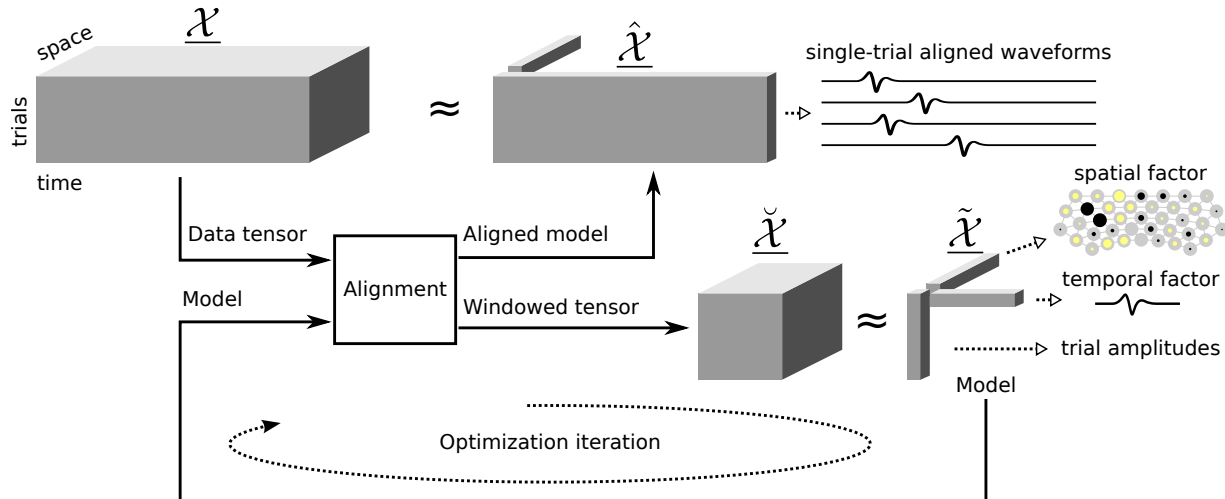 space
𝒳
≈
𝒳̂
single-trial aligned waveforms
trials
time
spatial factor
Data tensor
Aligned model
Alignment
Model
Windowed tensor
𝒳̆
≈
𝒳̃
temporal factor
trial amplitudes
Model
Optimization iteration